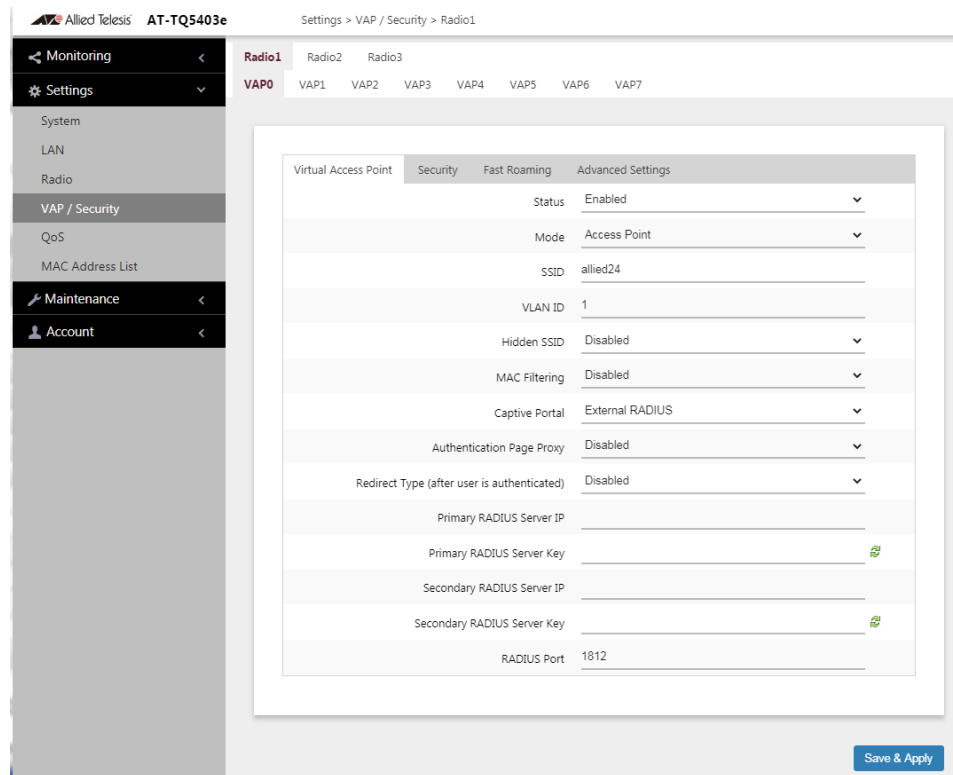 Allied Telesis AT-TQ5403e Settings > VAP / Security > Radio1
Monitoring
Settings
System
LAN
Radio
VAP / Security
QoS
MAC Address List
Maintenance
Account
Radio1 Radio2 Radio3
VAP0 VAP1 VAP2 VAP3 VAP4 VAP5 VAP6 VAP7
Virtual Access Point Security Fast Roaming Advanced Settings
Status Enabled
Mode Access Point
SSID allied24
VLAN ID 1
Hidden SSID Disabled
MAC Filtering Disabled
Captive Portal External RADIUS
Authentication Page Proxy Disabled
Redirect Type (after user is authenticated) Disabled
Primary RADIUS Server IP
Primary RADIUS Server Key
Secondary RADIUS Server IP
Secondary RADIUS Server Key
RADIUS Port 1812
Save & Apply